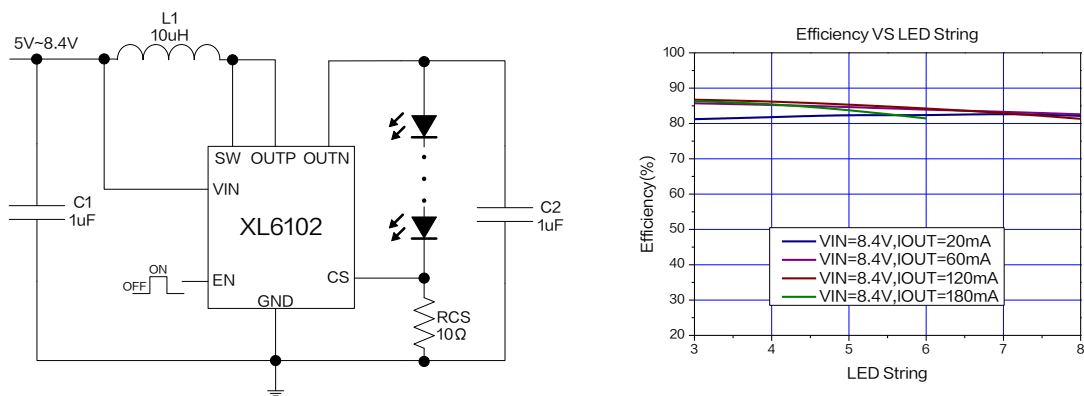 L1
10uH
5V~8.4V
SW OUTP OUTN
VIN
C1
1uF
XL6102
C2
1uF
ON
OFF
EN
CS
GND
RCS
10Ω
Efficiency VS LED String
100
90
80
70
60
50
40
30
20
Efficiency(%)
VIN=8.4V,IOUT=20mA
VIN=8.4V,IOUT=60mA
VIN=8.4V,IOUT=120mA
VIN=8.4V,IOUT=180mA
3 4 5 6 7 8
LED String